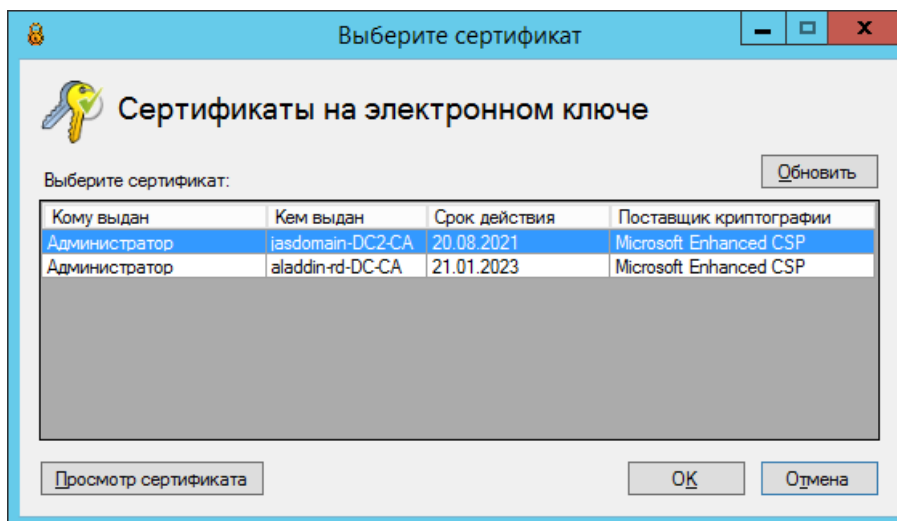 Выберите сертификат
Сертификаты на электронном ключе
Обновить
Выберите сертификат:
Кому выдан Кем выдан Срок действия Поставщик криптографии
Администратор jasdomain-DC2-CA 20.08.2021 Microsoft Enhanced CSP
Администратор aladdin-rd-DC-CA 21.01.2023 Microsoft Enhanced CSP
Просмотр сертификата OK Отмена